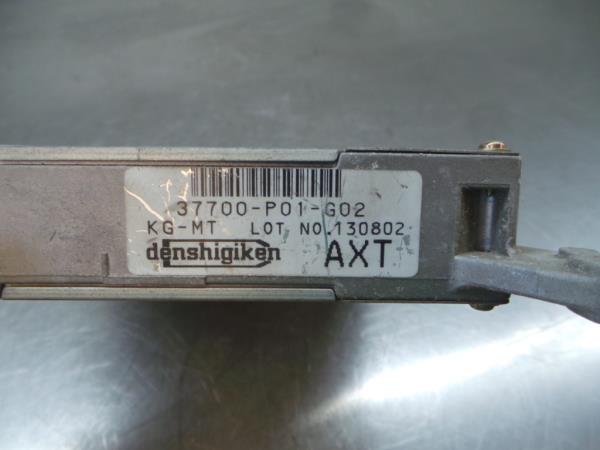 37700-P01-G02
KG-MT LOT NO.130802
denshigiken AXT